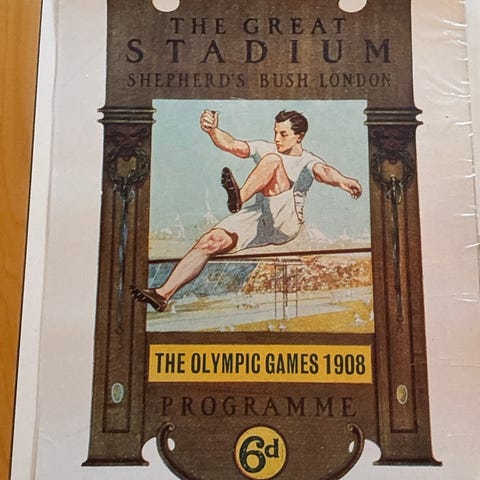 THE GREAT
STADIUM
SHEPHERD'S BUSH LONDON
THE OLYMPIC GAMES 1908
PROGRAMME
6d